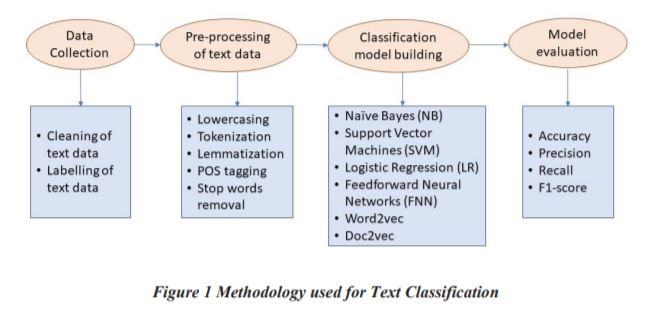 Data
Collection
Pre-processing
of text data
Classification
model building
Model
evaluation
• Cleaning of
text data
• Labelling of
text data
• Lowercasing
• Tokenization
• Lemmatization
• POS tagging
• Stop words
removal
• Naïve Bayes (NB)
• Support Vector
Machines (SVM)
• Logistic Regression (LR)
• Feedforward Neural
Networks (FNN)
• Word2vec
• Doc2vec
• Accuracy
• Precision
• Recall
• F1-score
Figure 1 Methodology used for Text Classification